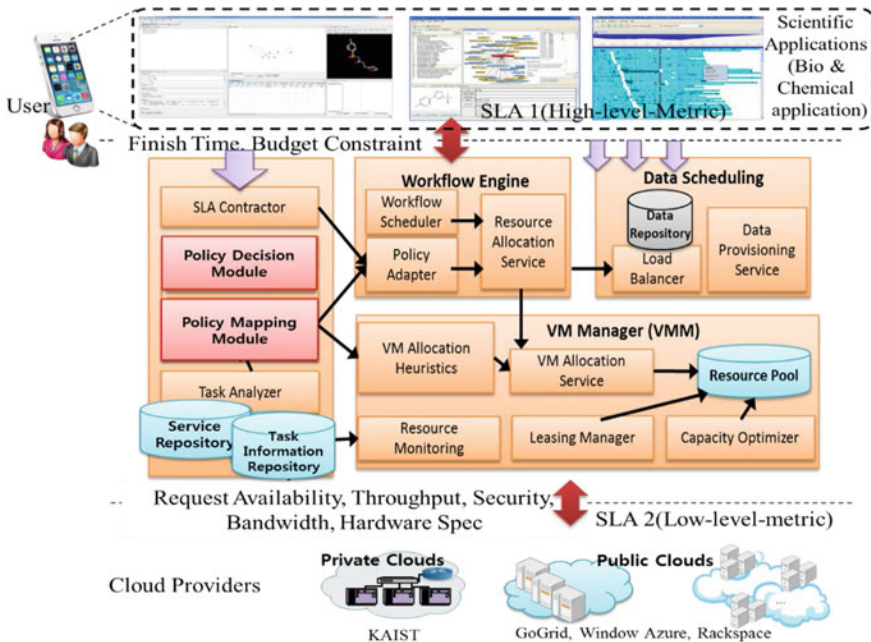 Scientific
Applications
(Bio &
Chemical
application)
User
SLA 1(High-level-Metric)
Finish Time, Budget Constraint
SLA Contractor
Policy Decision
Module
Policy Mapping
Module
Task Analyzer
Service
Repository
Task
Information
Repository
Workflow Engine
Workflow
Scheduler
Policy
Adapter
Resource
Allocation
Service
Data Scheduling
Data
Repository
Load
Balancer
Data
Provisioning
Service
VM Manager (VMM)
VM Allocation
Heuristics
VM Allocation
Service
Resource Pool
Resource
Monitoring
Leasing Manager
Capacity Optimizer
Request Availability, Throughput, Security,
Bandwidth, Hardware Spec
SLA 2(Low-level-metric)
Cloud Providers
Private Clouds
KAIST
Public Clouds
...
GoGrid, Window Azure, Rackspace